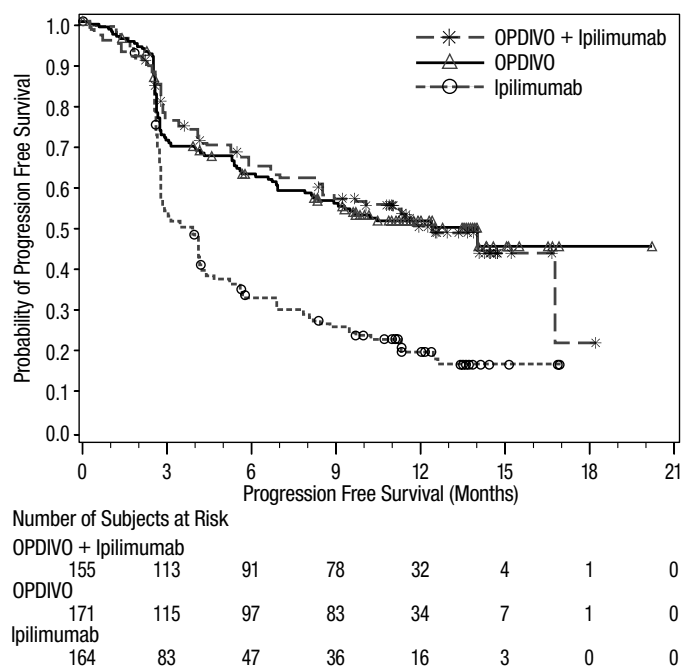 OPDIVO + Ipilimumab
OPDIVO
Ipilimumab
Probability of Progression Free Survival
1.0
0.9
0.8
0.7
0.6
0.5
0.4
0.3
0.2
0.1
0.0
0 3 6 9 12 15 18 21
Progression Free Survival (Months)
Number of Subjects at Risk
OPDIVO + Ipilimumab
155 113 91 78 32 4 1 0
OPDIVO
171 115 97 83 34 7 1 0
Ipilimumab
164 83 47 36 16 3 0 0